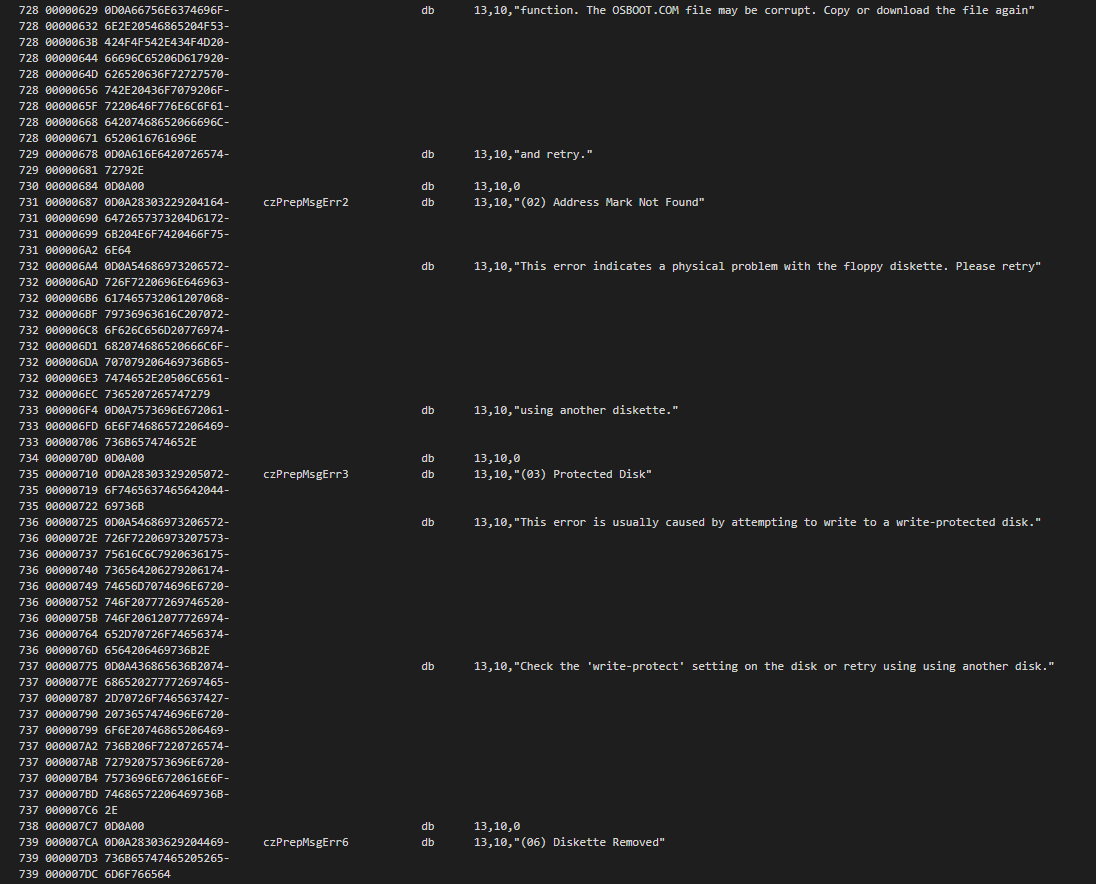 728 00000629 0D0A66756E6374696F- db 13,10,"function. The OSBOOT.COM file may be corrupt. Copy or download the file again"
728 00000632 6E2E20546865204F53-
728 0000063B 424F4F542E434F4D20-
728 00000644 66696C65206D617920-
728 0000064D 626520636F72727570-
728 00000656 742E20436F7079206F-
728 0000065F 7220646F776E6C6F61-
728 00000668 64207468652066696C-
728 00000671 6520616761696E
729 00000678 0D0A616E6420726574- db 13,10,"and retry."
729 00000681 72792E
730 00000684 0D0A00 db 13,10,0
731 00000687 0D0A28303229204164- czPrepMsgErr2 db 13,10,"(02) Address Mark Not Found"
731 00000690 6472657373204D6172-
731 00000699 6B204E6F7420466F75-
731 000006A2 6E64
732 000006A4 0D0A54686973206572- db 13,10,"This error indicates a physical problem with the floppy diskette. Please retry"
732 000006AD 726F7220696E646963-
732 000006B6 617465732061207068-
732 000006BF 79736963616C207072-
732 000006C8 6F626C656D20776974-
732 000006D1 682074686520666C6F-
732 000006DA 707079206469736B65-
732 000006E3 7474652E20506C6561-
732 000006EC 7365207265747279
733 000006F4 0D0A7573696E672061- db 13,10,"using another diskette."
733 000006FD 6E6F74686572206469-
733 00000706 736B657474652E
734 0000070D 0D0A00 db 13,10,0
735 00000710 0D0A28303329205072- czPrepMsgErr3 db 13,10,"(03) Protected Disk"
735 00000719 6F7465637465642044-
735 00000722 69736B
736 00000725 0D0A54686973206572- db 13,10,"This error is usually caused by attempting to write to a write-protected disk."
736 0000072E 726F72206973207573-
736 00000737 75616C6C7920636175-
736 00000740 736564206279206174-
736 00000749 74656D7074696E6720-
736 00000752 746F20777269746520-
736 0000075B 746F20612077726974-
736 00000764 652D70726F74656374-
736 0000076D 6564206469736B2E
737 00000775 0D0A436865636B2074- db 13,10,"Check the 'write-protect' setting on the disk or retry using using another disk."
737 0000077E 686520277772697465-
737 00000787 2D70726F7465637427-
737 00000790 2073657474696E6720-
737 00000799 6F6E20746865206469-
737 000007A2 736B206F7220726574-
737 000007AB 7279207573696E6720-
737 000007B4 7573696E6720616E6F-
737 000007BD 74686572206469736B-
737 000007C6 2E
738 000007C7 0D0A00 db 13,10,0
739 000007CA 0D0A28303629204469- czPrepMsgErr6 db 13,10,"(06) Diskette Removed"
739 000007D3 736B65747465205265-
739 000007DC 6D6F766564